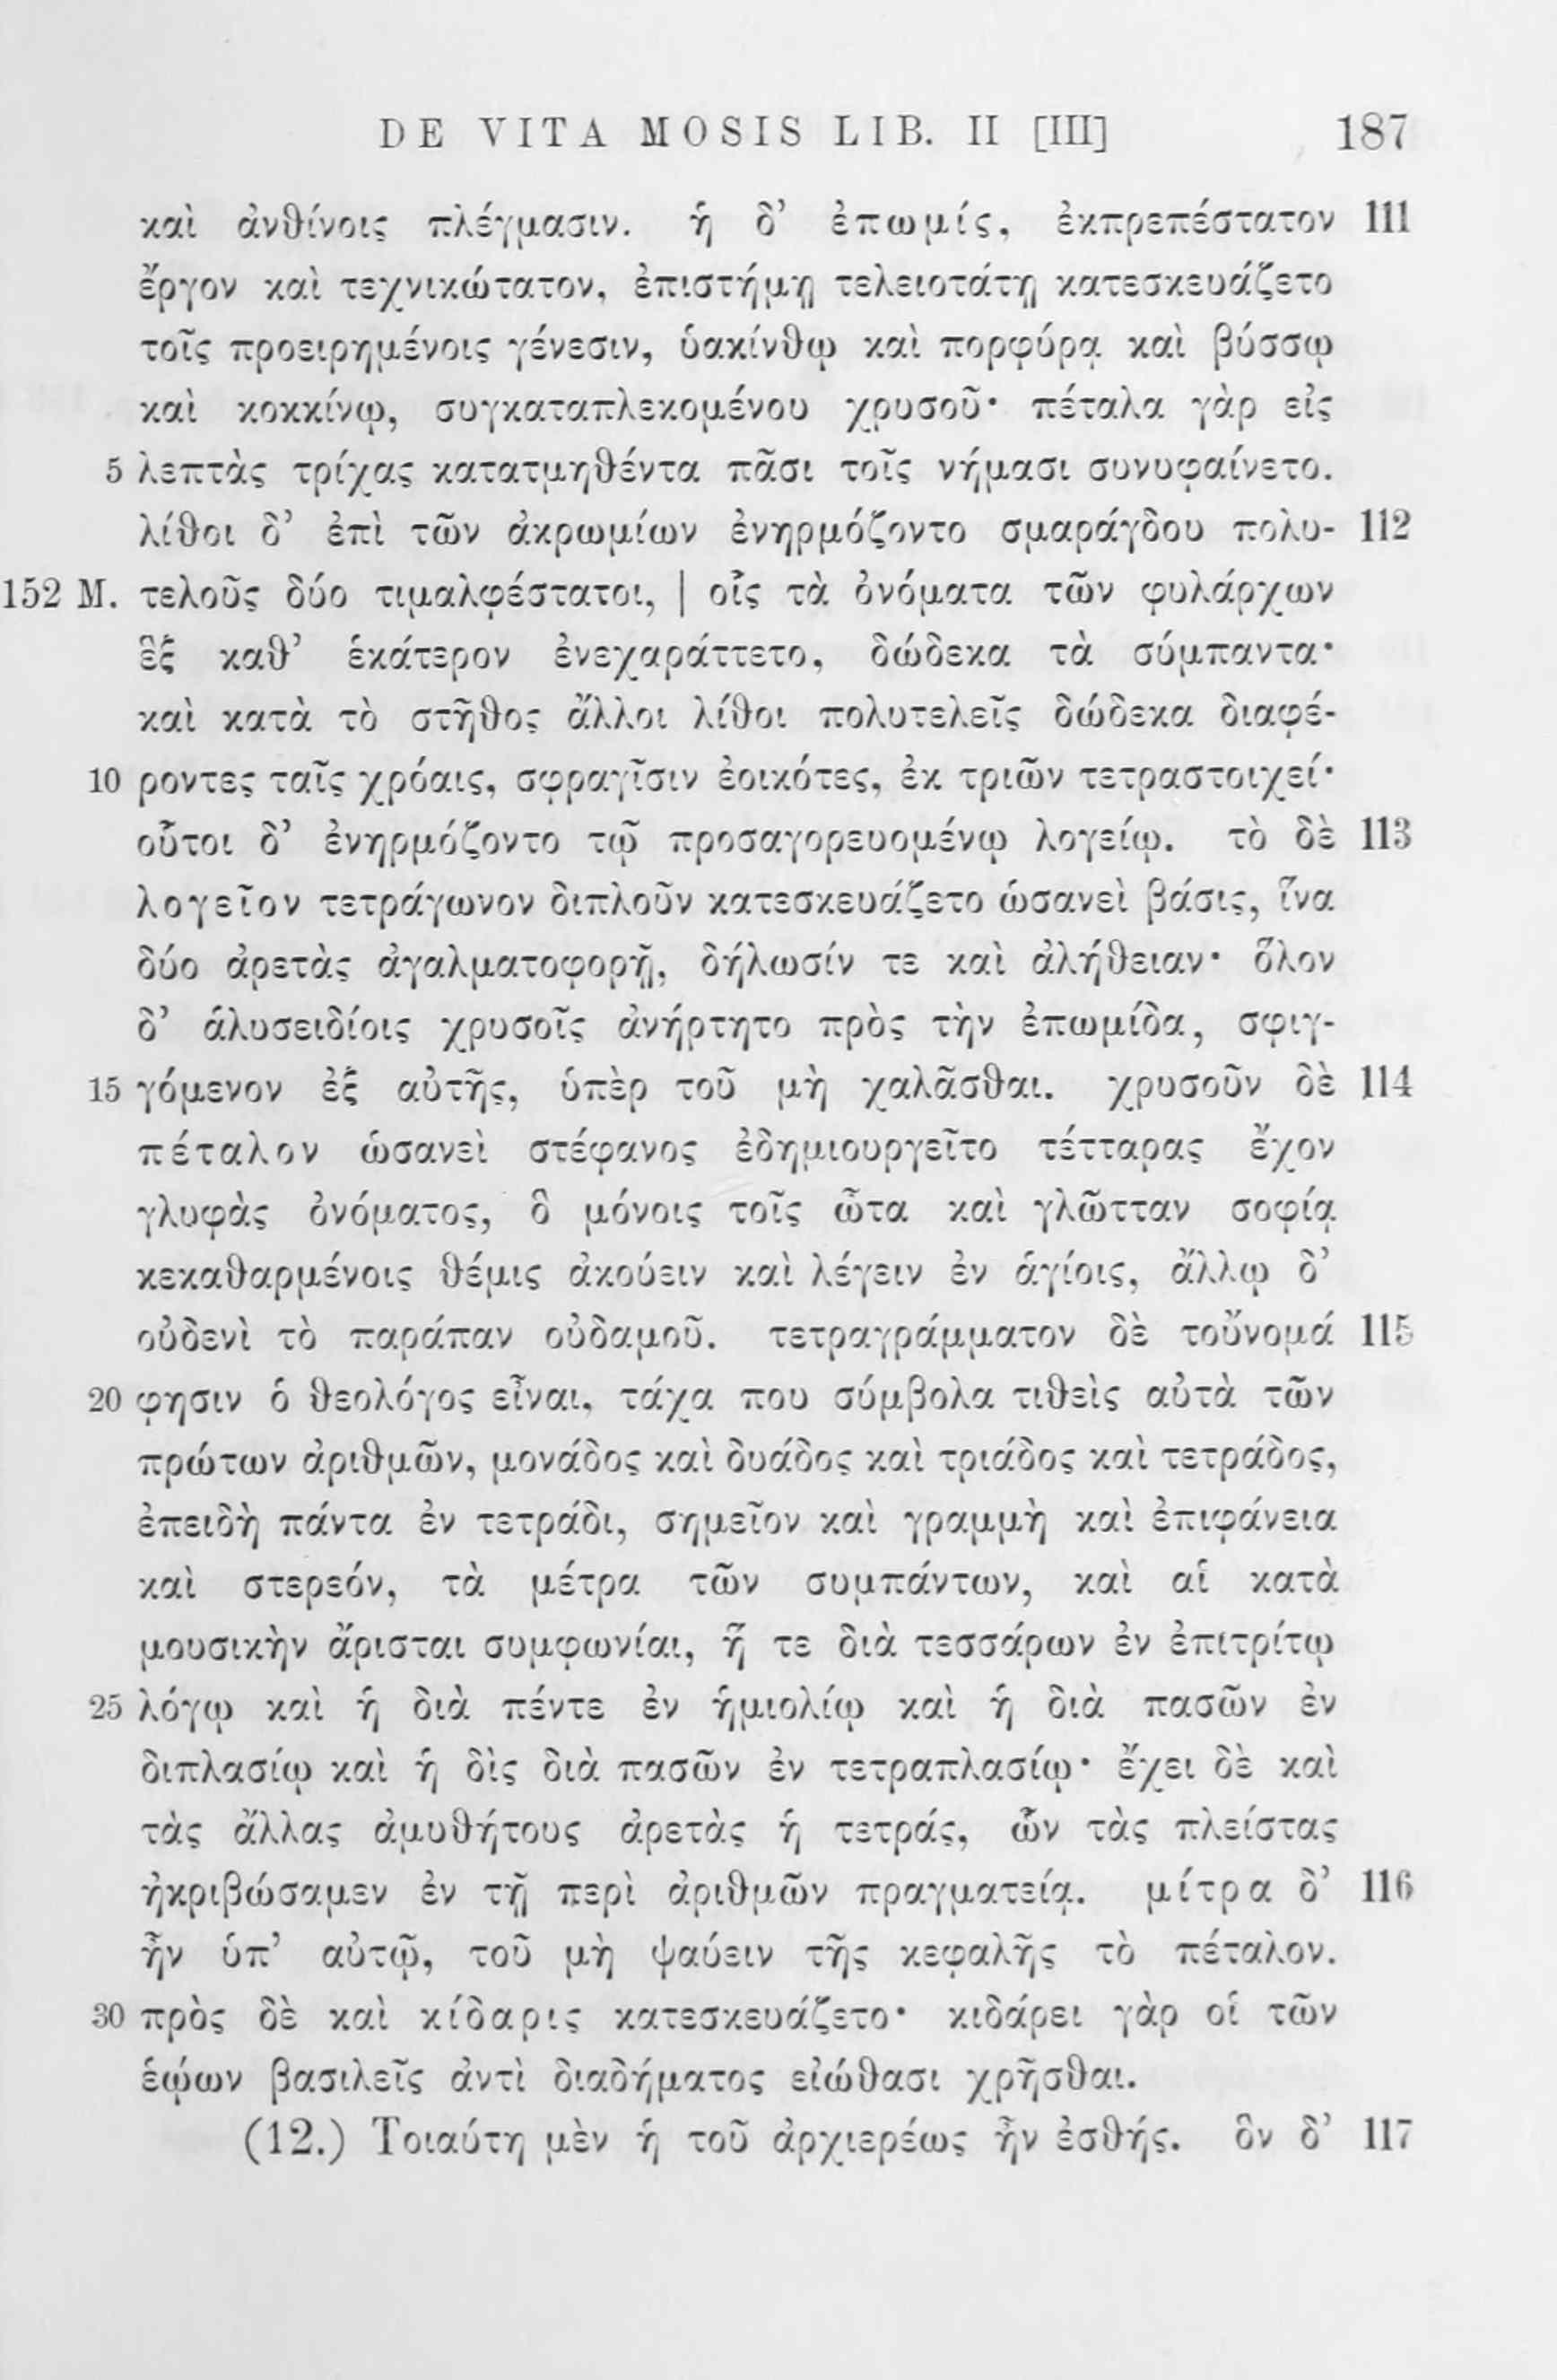 DE VITA MOSIS LIB. II [III] 187
καὶ ἀνθίνοις πλέγμασιν. ἡ δ’ ἐπωμίς, ἐκπρεπέστατον 111
ἔργον καὶ τεχνικώτατον, ἐπιστήμῃ τελειοτάτῃ κατεσκευάζετο
τοῖς προειρημένοις γένεσιν, ὑακίνθῳ καὶ πορφύρᾳ καὶ βύσσῳ
καὶ κοκκίνῳ, συγκαταπλεκομένου χρυσοῦ· πέταλα γὰρ εἰς
5 λεπτὰς τρίχας κατατμηθέντα πᾶσι τοῖς νήμασι συνυφαίνετο.
λίθοι δ’ ἐπὶ τῶν ἀκρωμίων ἐνηρμόζοντο σμαράγδου πολυ- 112
152 M. τελοῦς δύο τιμαλφέστατοι, | οἷς τὰ ὀνόματα τῶν φυλάρχων
ἓξ καθ’ ἑκάτερον ἐνεχαράττετο, δώδεκα τὰ σύμπαντα·
καὶ κατὰ τὸ στῆθος ἄλλοι λίθοι πολυτελεῖς δώδεκα διαφέ-
10 ροντες ταῖς χρόαις, σφραγῖσιν ἐοικότες, ἐκ τριῶν τετραστοιχεί·
οὗτοι δ’ ἐνηρμόζοντο τῷ προσαγορευομένῳ λογείῳ. τὸ δὲ 113
λογεῖον τετράγωνον διπλοῦν κατεσκευάζετο ὡσανεὶ βάσις, ἵνα
δύο ἀρετὰς ἀγαλματοφορῇ, δήλωσίν τε καὶ ἀλήθειαν· ὅλον
δ’ ἁλυσειδίοις χρυσοῖς ἀνήρτητο πρὸς τὴν ἐπωμίδα, σφιγ-
15 γόμενον ἐξ αὐτῆς, ὑπὲρ τοῦ μὴ χαλᾶσθαι. χρυσοῦν δὲ 114
πέταλον ὡσανεὶ στέφανος ἐδημιουργεῖτο τέτταρας ἔχον
γλυφὰς ὀνόματος, ὃ μόνοις τοῖς ὦτα καὶ γλῶτταν σοφίᾳ
κεκαθαρμένοις θέμις ἀκούειν καὶ λέγειν ἐν ἁγίοις, ἄλλῳ δ’
οὐδενὶ τὸ παράπαν οὐδαμοῦ. τετραγράμματον δὲ τοὔνομά 115
20 φησιν ὁ θεολόγος εἶναι, τάχα που σύμβολα τιθεὶς αὐτὰ τῶν
πρώτων ἀριθμῶν, μονάδος καὶ δυάδος καὶ τριάδος καὶ τετράδος,
ἐπειδὴ πάντα ἐν τετράδι, σημεῖον καὶ γραμμὴ καὶ ἐπιφάνεια
καὶ στερεόν, τὰ μέτρα τῶν συμπάντων, καὶ αἱ κατὰ
μουσικὴν ἄρισται συμφωνίαι, ἥ τε διὰ τεσσάρων ἐν ἐπιτρίτῳ
25 λόγῳ καὶ ἡ διὰ πέντε ἐν ἡμιολίῳ καὶ ἡ διὰ πασῶν ἐν
διπλασίῳ καὶ ἡ δὶς διὰ πασῶν ἐν τετραπλασίῳ· ἔχει δὲ καὶ
τὰς ἄλλας ἀμυθήτους ἀρετὰς ἡ τετράς, ὧν τὰς πλείστας
ἠκριβώσαμεν ἐν τῇ περὶ ἀριθμῶν πραγματείᾳ. μίτρα δ’ 116
ἦν ὑπ’ αὐτῷ, τοῦ μὴ ψαύειν τῆς κεφαλῆς τὸ πέταλον.
30 πρὸς δὲ καὶ κίδαρις κατεσκευάζετο· κιδάρει γὰρ οἱ τῶν
ἑῴων βασιλεῖς ἀντὶ διαδήματος εἰώθασι χρῆσθαι.
(12.) Τοιαύτη μὲν ἡ τοῦ ἀρχιερέως ἦν ἐσθής. ὃν δ’ 117